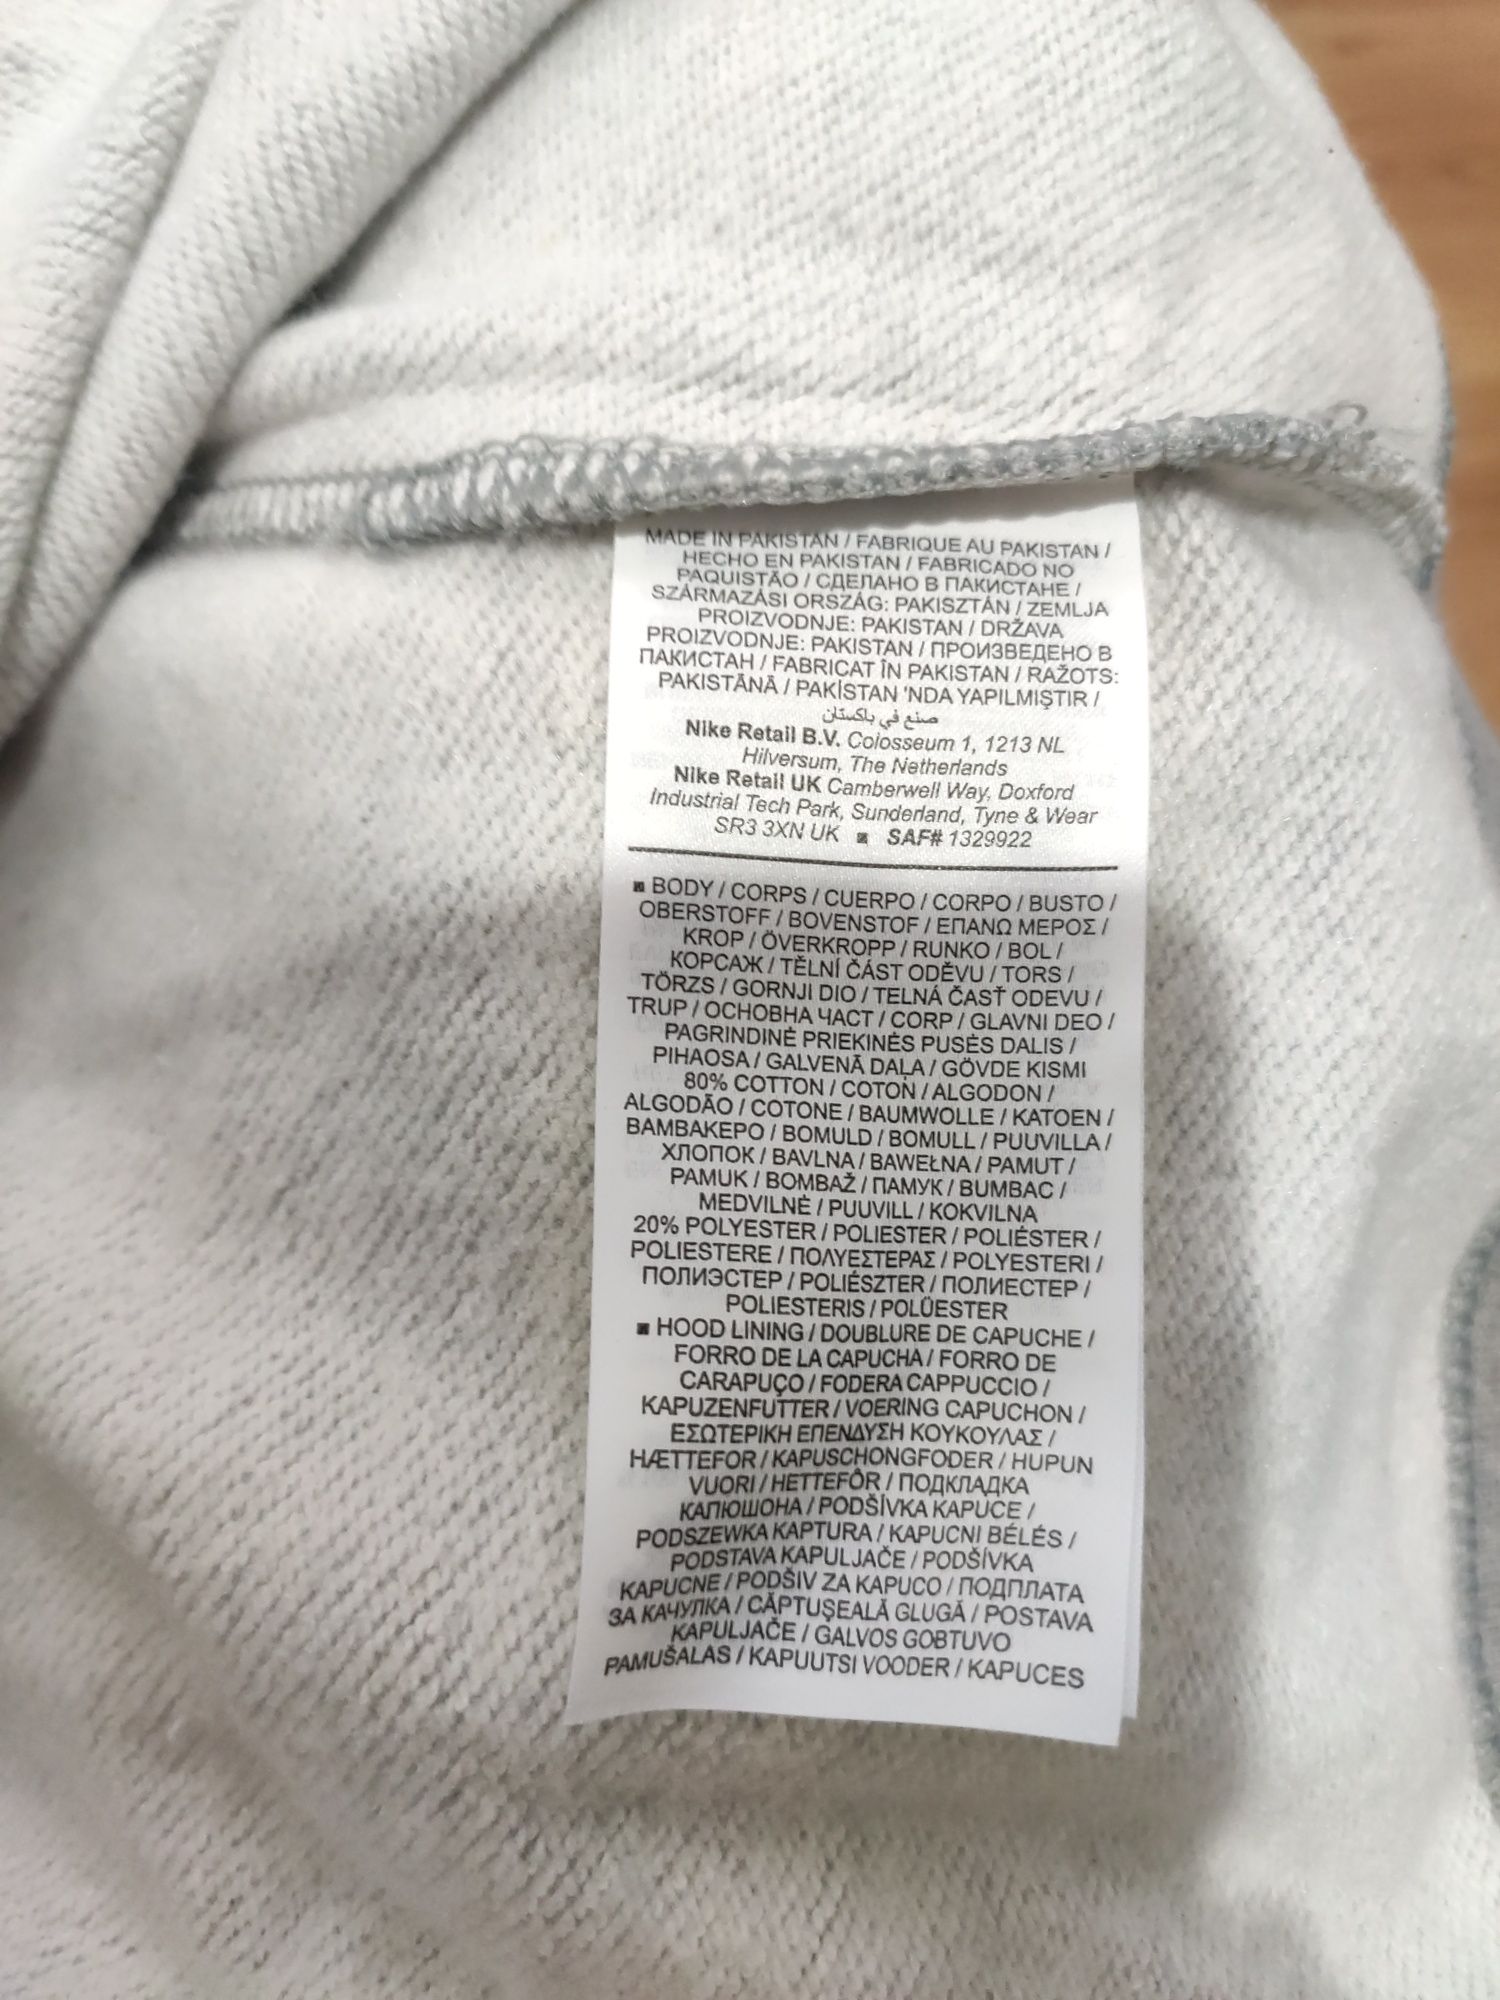 MADE IN PAKISTAN / FABRIQUE AU PAKISTAN /
HECHO EN PAKISTAN / FABRICADO NO
PAQUISTÃO / СДЕЛАНО В ПАКИСТАНЕ /
SZÁRMAZÁSI ORSZÁG: PAKISZTÁN / ZEMLJA
PROIZVODNJE: PAKISTAN / DRŽAVA
PROIZVODNJE: PAKISTAN / ПРОИЗВЕДЕНО В
ПАКИСТАН / FABRICAT ÎN PAKISTAN / RAŽOTS:
PAKISTĀNĀ / PAKİSTAN 'NDA YAPILMIŞTIR /
صنع في باكستان
Nike Retail B.V. Colosseum 1, 1213 NL
Hilversum, The Netherlands
Nike Retail UK Camberwell Way, Doxford
Industrial Tech Park, Sunderland, Tyne & Wear
SR3 3XN UK ▪ SAF# 1329922
▪ BODY / CORPS / CUERPO / CORPO / BUSTO /
OBERSTOFF / BOVENSTOF / ΕΠΑΝΩ ΜΕΡΟΣ /
KROP / ÖVERKROPP / RUNKO / BOL /
КОРСАЖ / TĚLNÍ ČÁST ODĚVU / TORS /
TÖRZS / GORNJI DIO / TELNÁ ČASŤ ODEVU /
TRUP / ОСНОВНА ЧАСТ / CORP / GLAVNI DEO /
PAGRINDINĖ PRIEKINĖS PUSĖS DALIS /
PIHAOSA / GALVENĀ DAĻA / GÖVDE KISMI
80% COTTON / COTON / ALGODON /
ALGODÃO / COTONE / BAUMWOLLE / KATOEN /
ΒΑΜΒΑΚΕΡΟ / BOMULD / BOMULL / PUUVILLA /
ХЛОПОК / BAVLNA / BAWEŁNA / PAMUT /
PAMUK / BOMBAŽ / ПАМУК / BUMBAC /
MEDVILNĖ / PUUVILL / KOKVILNA
20% POLYESTER / POLIESTER / POLIÉSTER /
POLIESTERE / ΠΟΛΥΕΣΤΕΡΑΣ / POLYESTERI /
ПОЛИЭСТЕР / POLIÉSZTER / ПОЛИЕСТЕР /
POLIESTERIS / POLÜESTER
▪ HOOD LINING / DOUBLURE DE CAPUCHE /
FORRO DE LA CAPUCHA / FORRO DE
CARAPUÇO / FODERA CAPPUCCIO /
KAPUZENFUTTER / VOERING CAPUCHON /
ΕΣΩΤΕΡΙΚΗ ΕΠΕΝΔΥΣΗ ΚΟΥΚΟΥΛΑΣ /
HÆTTEFOR / KAPUSCHONGFODER / HUPUN
VUORI / HETTEFÔR / ПОДКЛАДКА
КАПЮШОНА / PODŠÍVKA KAPUCE /
PODSZEWKA KAPTURA / KAPUCNI BÉLÉS /
PODSTAVA KAPULJAČE / PODŠÍVKA
KAPUCNE / PODŠIV ZA KAPUCO / ПОДПЛАТА
ЗА КАЧУЛКА / CĂPTUŞEALĂ GLUGĂ / POSTAVA
KAPULJAČE / GALVOS GOBTUVO
PAMUŠALAS / KAPUUTSI VOODER / KAPUCES